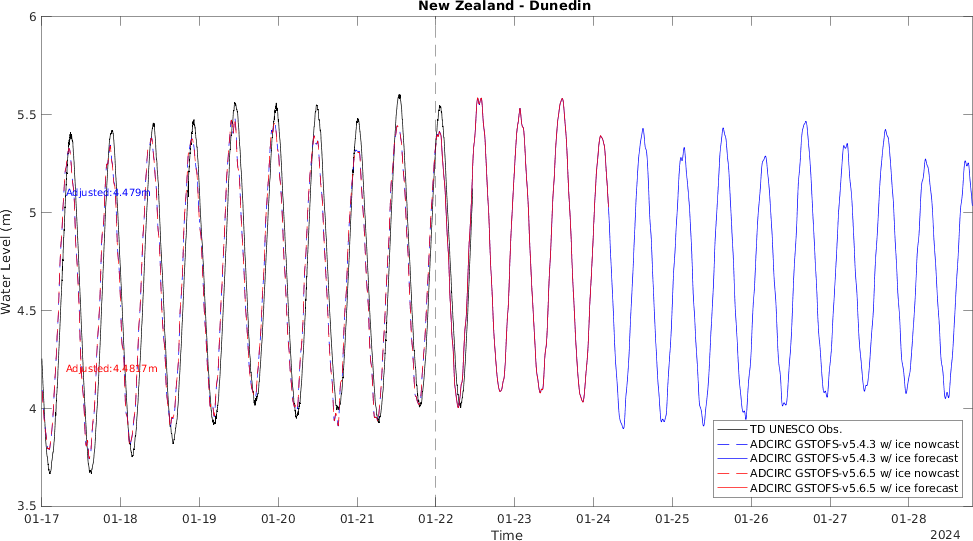 New Zealand - Dunedin
6
5.5
5
4.5
4
3.5
Water Level (m)
Adjusted:4.479m
Adjusted:4.4817m
TD UNESCO Obs.
ADCIRC GSTOFS-v5.4.3 w/ ice nowcast
ADCIRC GSTOFS-v5.4.3 w/ ice forecast
ADCIRC GSTOFS-v5.6.5 w/ ice nowcast
ADCIRC GSTOFS-v5.6.5 w/ ice forecast
01-17 01-18 01-19 01-20 01-21 01-22 01-23 01-24 01-25 01-26 01-27 01-28
Time
2024